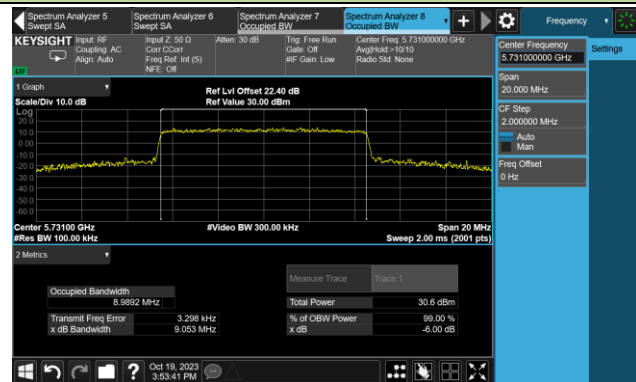 Spectrum Analyzer 5
Swept SA
Spectrum Analyzer 6
Swept SA
Spectrum Analyzer 7
Occupied BW
Spectrum Analyzer 8
Occupied BW
Frequency
KEYSIGHT
Input: RF
Coupling: AC
Align: Auto
Input Z: 50 Ω
Corr CCorr
Freq Ref: Int (S)
NFE: Off
Atten: 30 dB
Trig: Free Run
Gate: Off
#IF Gain: Low
Center Freq: 5.731000000 GHz
Avg|Hold:>10/10
Radio Std: None
Center Frequency
5.731000000 GHz
Settings
Span
20.000 MHz
CF Step
2.000000 MHz
Auto
Man
Freq Offset
0 Hz
1 Graph
Scale/Div 10.0 dB
Ref Lvl Offset 22.40 dB
Ref Value 30.00 dBm
Log
20.0
10.0
0.00
-10.0
-20.0
-30.0
-40.0
-50.0
-60.0
Center 5.73100 GHz
#Res BW 100.00 kHz
#Video BW 300.00 kHz
Span 20 MHz
Sweep 2.00 ms (2001 pts)
2 Metrics
Measure Trace
Trace 1
Occupied Bandwidth
8.9892 MHz
Total Power
30.6 dBm
Transmit Freq Error
3.298 kHz
% of OBW Power
99.00 %
x dB Bandwidth
9.053 MHz
x dB
-6.00 dB
Oct 19, 2023
3:53:41 PM